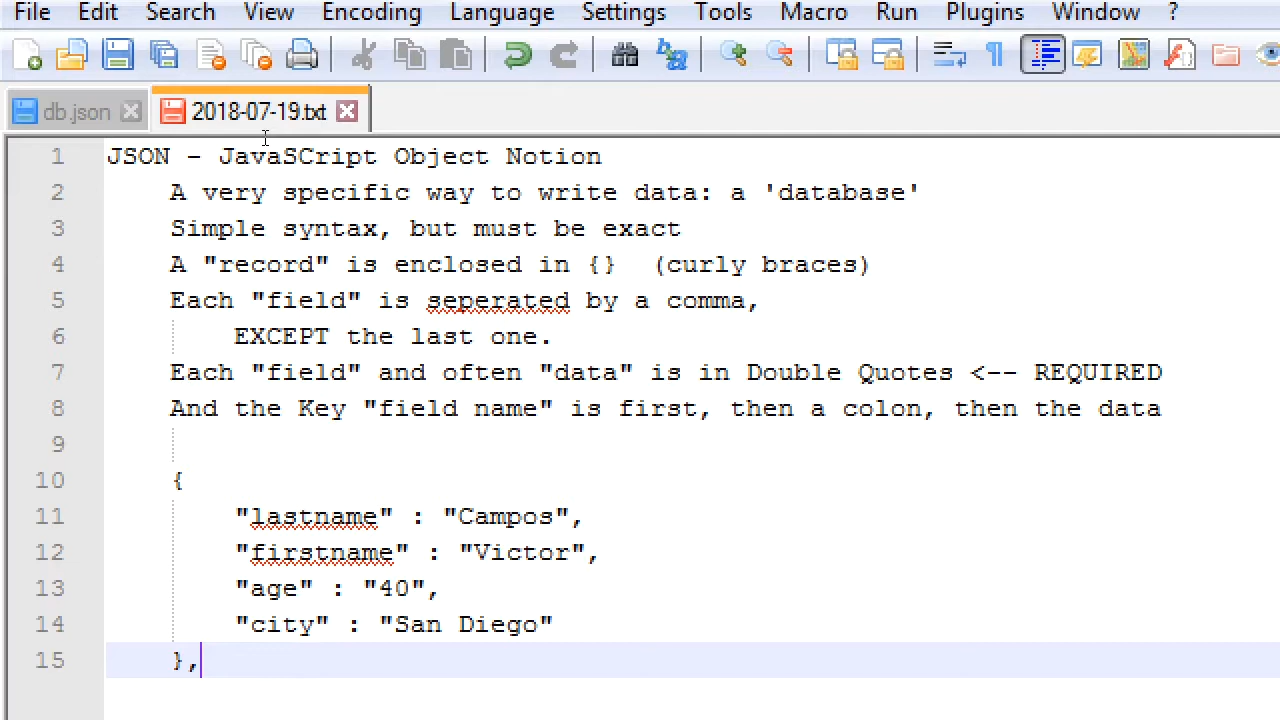 File Edit Search View Encoding Language Settings Tools Macro Run Plugins Window ?
db.json 2018-07-19.txt
1 JSON - JavaSCript Object Notion
2 A very specific way to write data: a 'database'
3 Simple syntax, but must be exact
4 A "record" is enclosed in {} (curly braces)
5 Each "field" is seperated by a comma,
6 EXCEPT the last one.
7 Each "field" and often "data" is in Double Quotes <-- REQUIRED
8 And the Key "field name" is first, then a colon, then the data
9
10 {
11 "lastname" : "Campos",
12 "firstname" : "Victor",
13 "age" : "40",
14 "city" : "San Diego"
15 },